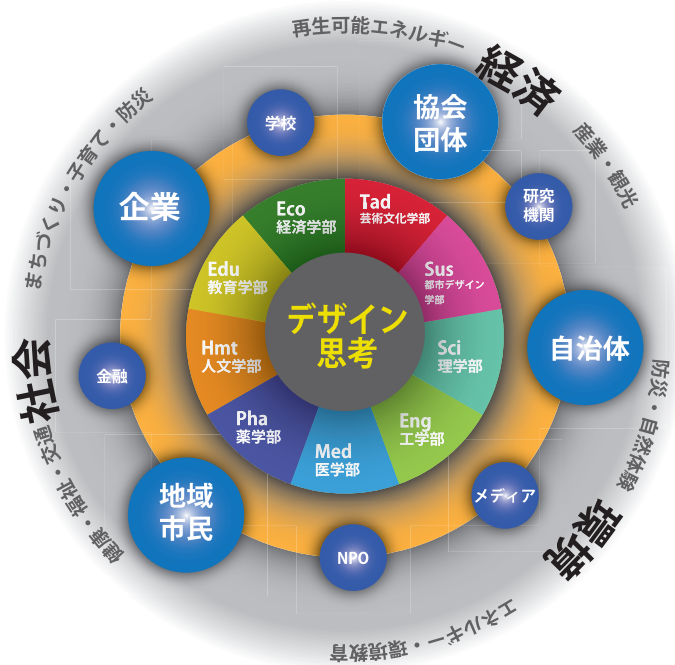 再生可能エネルギー
経済
産業・観光
まちづくり・子育て・防災
学校
協会
団体
研究
機関
企業
自治体
金融
社会
防災・自然体験
環境
メディア
NPO
地域
市民
健康・福祉・交通
エネルギー・環境教育
Eco
経済学部
Tad
芸術文化学部
Sus
都市デザイン
学部
Sci
理学部
Eng
工学部
Med
医学部
Pha
薬学部
Hmt
人文学部
Edu
教育学部
デザイン
思考